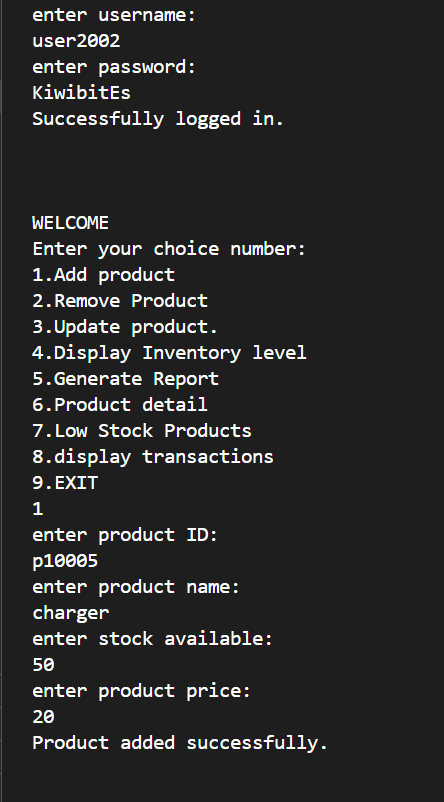 enter username:
user2002
enter password:
KiwibitEs
Successfully logged in.
WELCOME
Enter your choice number:
1.Add product
2.Remove Product
3.Update product.
4.Display Inventory level
5.Generate Report
6.Product detail
7.Low Stock Products
8.display transactions
9.EXIT
1
enter product ID:
p10005
enter product name:
charger
enter stock available:
50
enter product price:
20
Product added successfully.